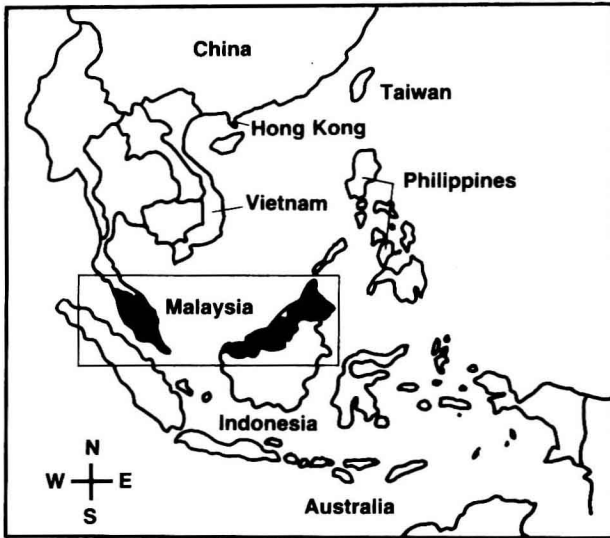 China
Taiwan
Hong Kong
Philippines
Vietnam
Malaysia
Indonesia
N
W E
S
Australia